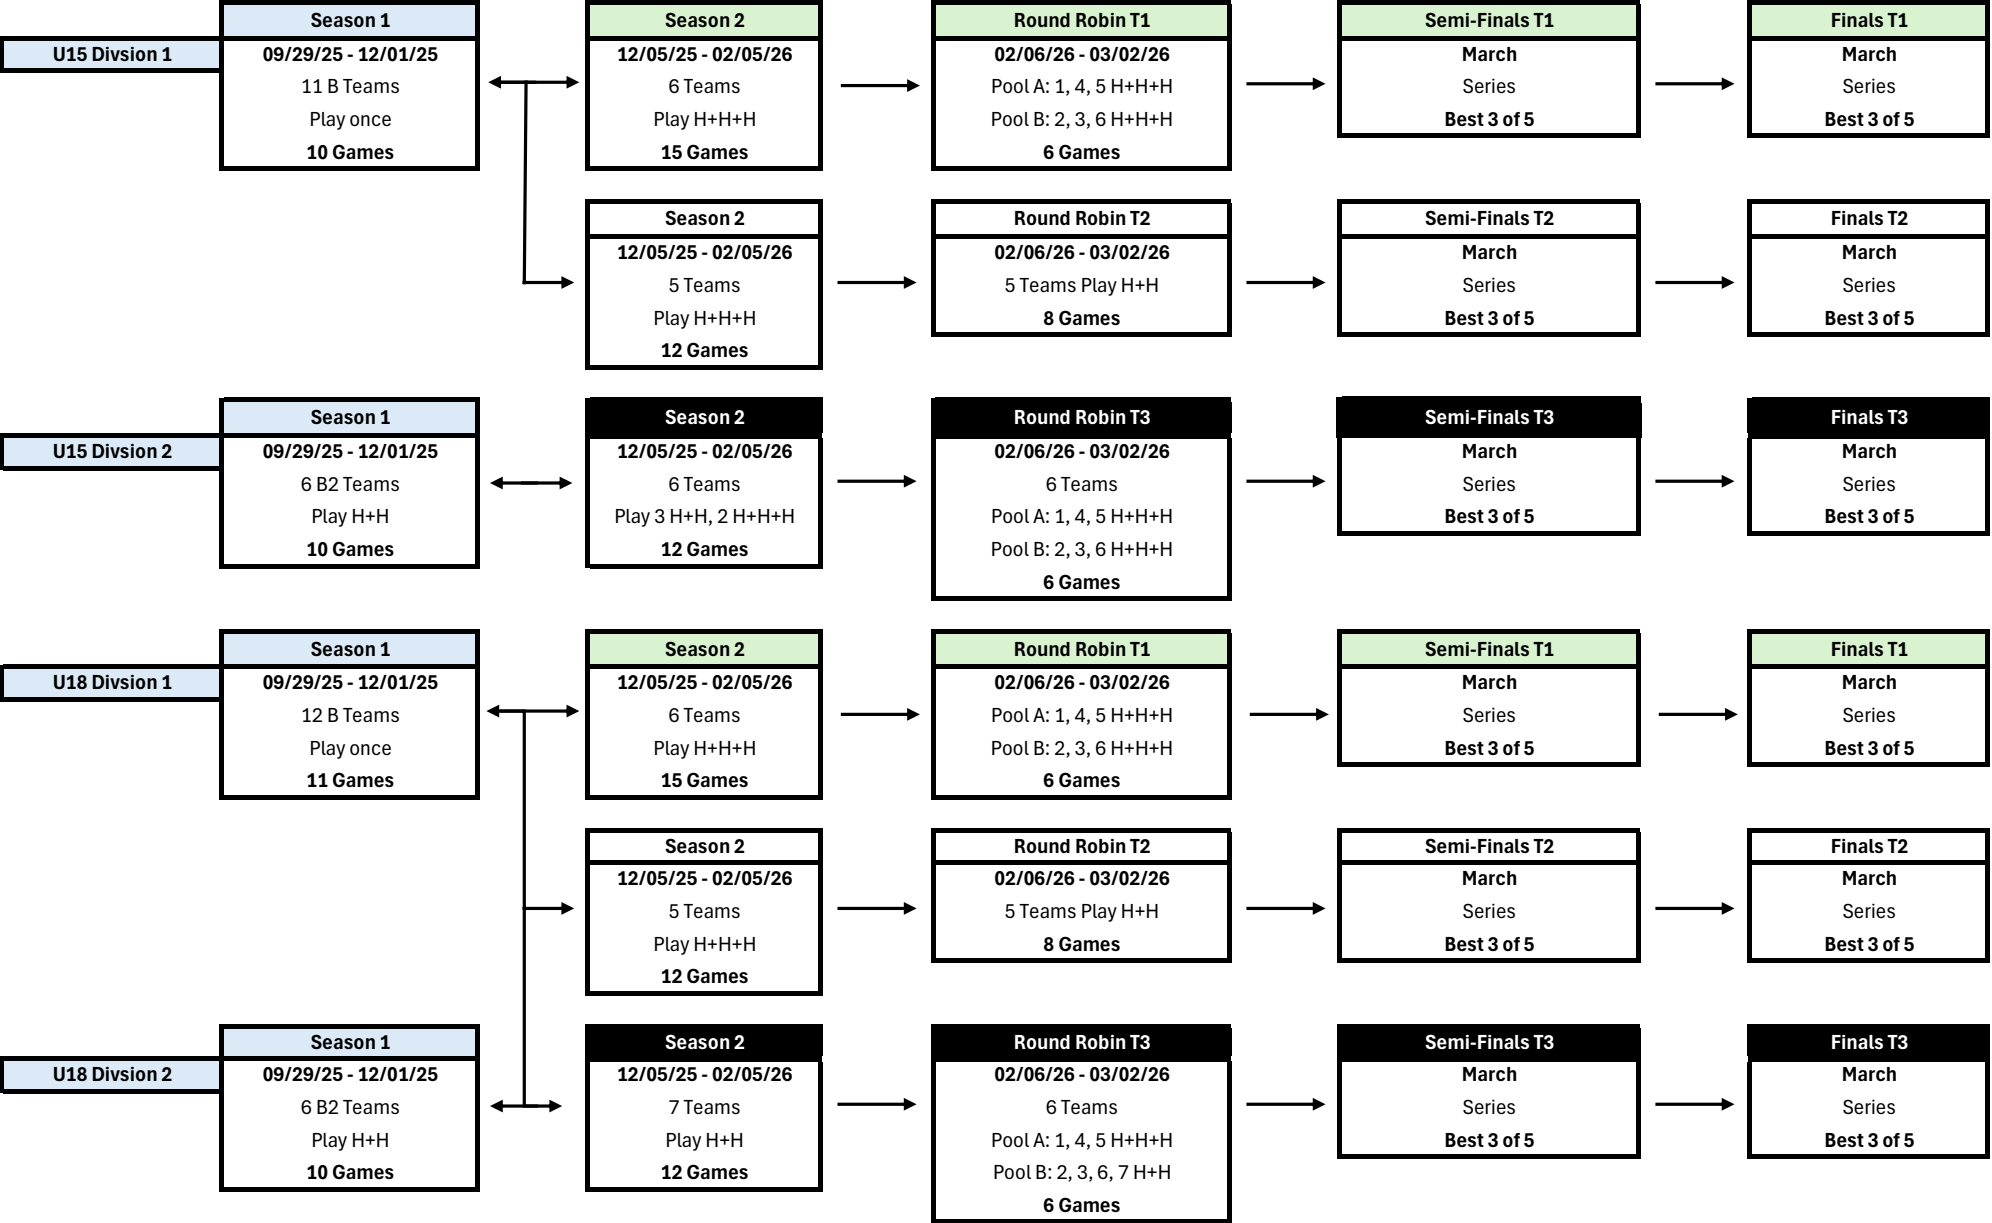 Season 1
Season 2
Round Robin T1
Semi-Finals T1
Finals T1
U15 Divsion 1
09/29/25 - 12/01/25
11 B Teams
Play once
10 Games
12/05/25 - 02/05/26
6 Teams
Play H+H+H
15 Games
02/06/26 - 03/02/26
Pool A: 1, 4, 5 H+H+H
Pool B: 2, 3, 6 H+H+H
6 Games
March
Series
Best 3 of 5
March
Series
Best 3 of 5
Season 2
12/05/25 - 02/05/26
5 Teams
Play H+H+H
12 Games
Round Robin T2
02/06/26 - 03/02/26
5 Teams Play H+H
8 Games
Semi-Finals T2
March
Series
Best 3 of 5
Finals T2
March
Series
Best 3 of 5
U15 Divsion 2
Season 1
09/29/25 - 12/01/25
6 B2 Teams
Play H+H
10 Games
Season 2
12/05/25 - 02/05/26
6 Teams
Play 3 H+H, 2 H+H+H
12 Games
Round Robin T3
02/06/26 - 03/02/26
6 Teams
Pool A: 1, 4, 5 H+H+H
Pool B: 2, 3, 6 H+H+H
6 Games
Semi-Finals T3
March
Series
Best 3 of 5
Finals T3
March
Series
Best 3 of 5
U18 Divsion 1
Season 1
09/29/25 - 12/01/25
12 B Teams
Play once
11 Games
Season 2
12/05/25 - 02/05/26
6 Teams
Play H+H+H
15 Games
Round Robin T1
02/06/26 - 03/02/26
Pool A: 1, 4, 5 H+H+H
Pool B: 2, 3, 6 H+H+H
6 Games
Semi-Finals T1
March
Series
Best 3 of 5
Finals T1
March
Series
Best 3 of 5
Season 2
12/05/25 - 02/05/26
5 Teams
Play H+H+H
12 Games
Round Robin T2
02/06/26 - 03/02/26
5 Teams Play H+H
8 Games
Semi-Finals T2
March
Series
Best 3 of 5
Finals T2
March
Series
Best 3 of 5
U18 Divsion 2
Season 1
09/29/25 - 12/01/25
6 B2 Teams
Play H+H
10 Games
Season 2
12/05/25 - 02/05/26
7 Teams
Play H+H
12 Games
Round Robin T3
02/06/26 - 03/02/26
6 Teams
Pool A: 1, 4, 5 H+H+H
Pool B: 2, 3, 6, 7 H+H
6 Games
Semi-Finals T3
March
Series
Best 3 of 5
Finals T3
March
Series
Best 3 of 5